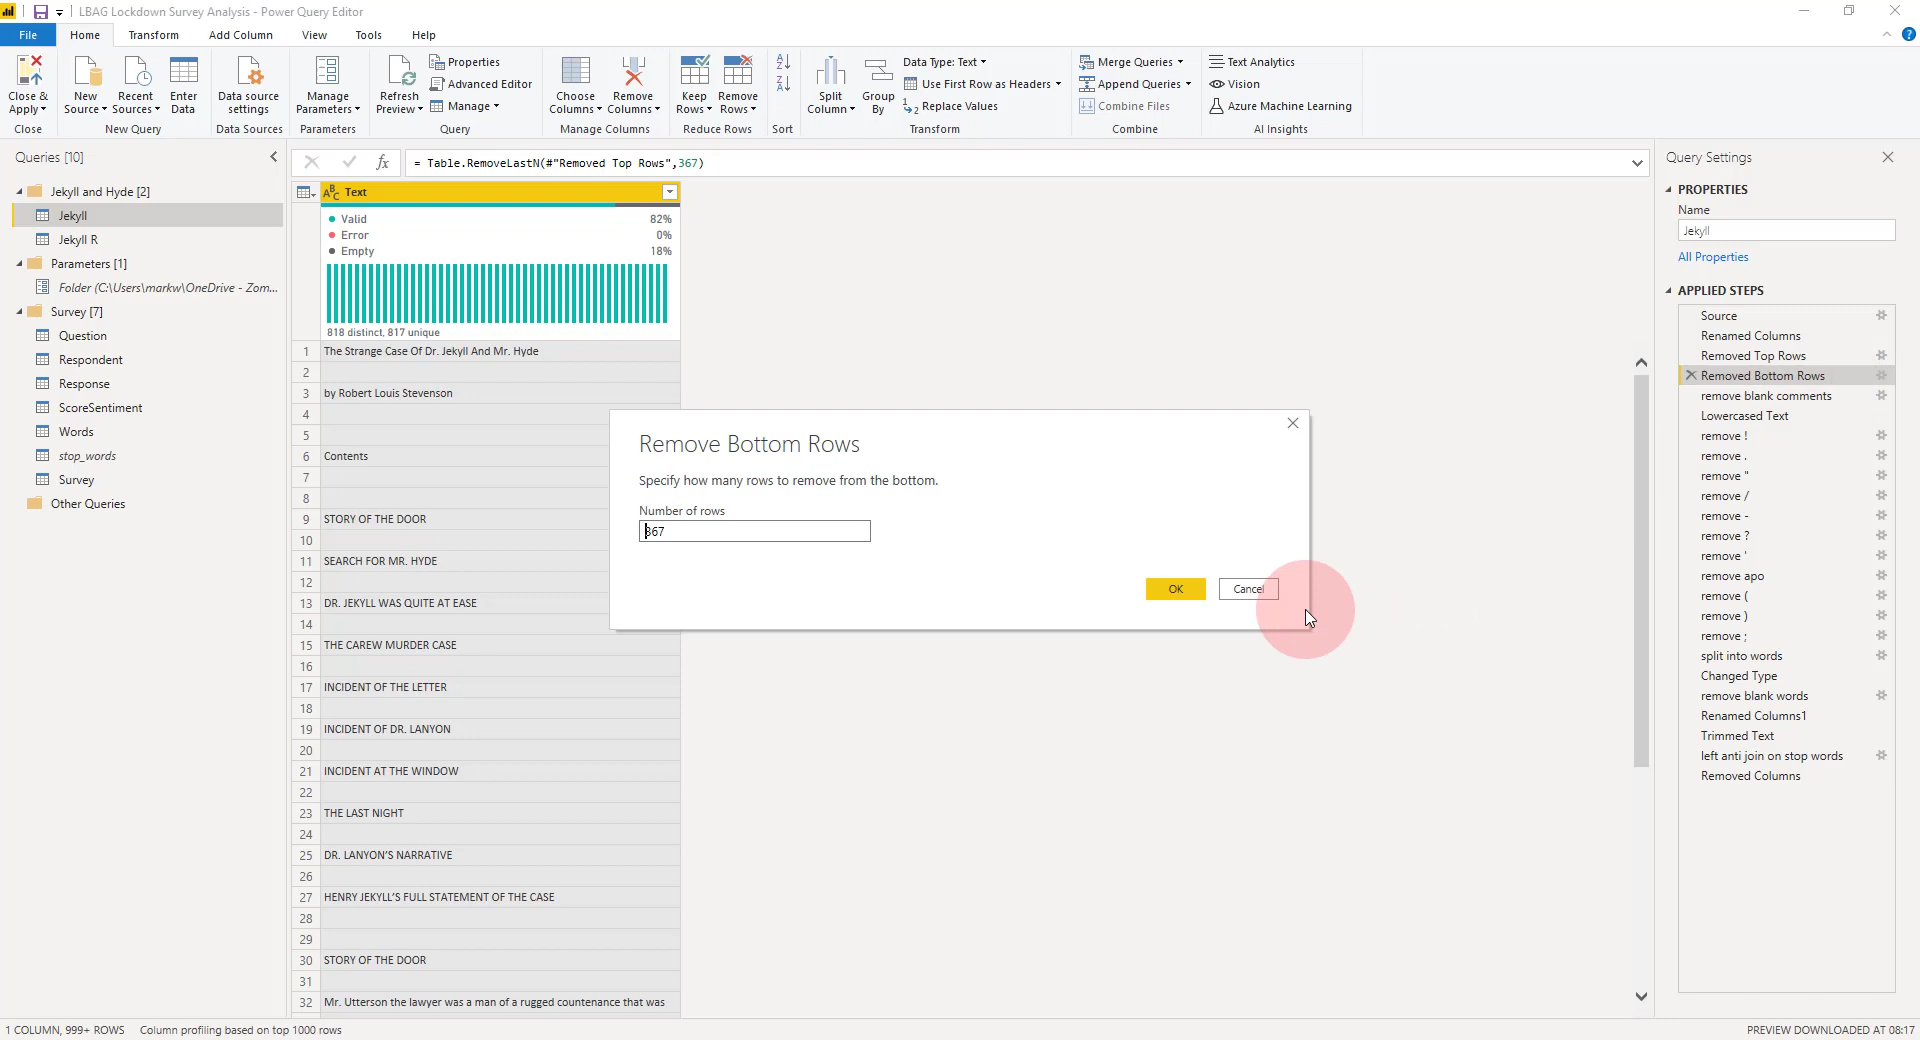 LBAG Lockdown Survey Analysis - Power Query Editor
File Home Transform Add Column View Tools Help
Close & Apply
New Source
Recent Sources
Enter Data
Data source settings
Manage Parameters
Refresh Preview
Properties
Advanced Editor
Manage
Choose Columns
Remove Columns
Keep Rows
Remove Rows
Split Column
Group By
Data Type: Text
Use First Row as Headers
Replace Values
Merge Queries
Append Queries
Combine Files
Text Analytics
Vision
Azure Machine Learning
Close New Query Data Sources Parameters Query Manage Columns Reduce Rows Sort Transform Combine AI Insights
Queries [10]
Jekyll and Hyde [2]
Jekyll
Jekyll R
Parameters [1]
Folder (C:\Users\markw\OneDrive - Zom...
Survey [7]
Question
Respondent
Response
ScoreSentiment
Words
stop_words
Survey
Other Queries
fx = Table.RemoveLastN(#"Removed Top Rows",367)
ABC Text
Valid 82%
Error 0%
Empty 18%
818 distinct, 817 unique
1 The Strange Case Of Dr. Jekyll And Mr. Hyde
2
3 by Robert Louis Stevenson
4
5
6 Contents
7
8
9 STORY OF THE DOOR
10
11 SEARCH FOR MR. HYDE
12
13 DR. JEKYLL WAS QUITE AT EASE
14
15 THE CAREW MURDER CASE
16
17 INCIDENT OF THE LETTER
18
19 INCIDENT OF DR. LANYON
20
21 INCIDENT AT THE WINDOW
22
23 THE LAST NIGHT
24
25 DR. LANYON’S NARRATIVE
26
27 HENRY JEKYLL’S FULL STATEMENT OF THE CASE
28
29
30 STORY OF THE DOOR
31
32 Mr. Utterson the lawyer was a man of a rugged countenance that was
Remove Bottom Rows
Specify how many rows to remove from the bottom.
Number of rows
367
OK Cancel
Query Settings
PROPERTIES
Name
Jekyll
All Properties
APPLIED STEPS
Source
Renamed Columns
Removed Top Rows
Removed Bottom Rows
remove blank comments
Lowercased Text
remove !
remove .
remove "
remove /
remove -
remove ?
remove '
remove apo
remove (
remove )
remove ;
split into words
Changed Type
remove blank words
Renamed Columns1
Trimmed Text
left anti join on stop words
Removed Columns
1 COLUMN, 999+ ROWS Column profiling based on top 1000 rows
PREVIEW DOWNLOADED AT 08:17